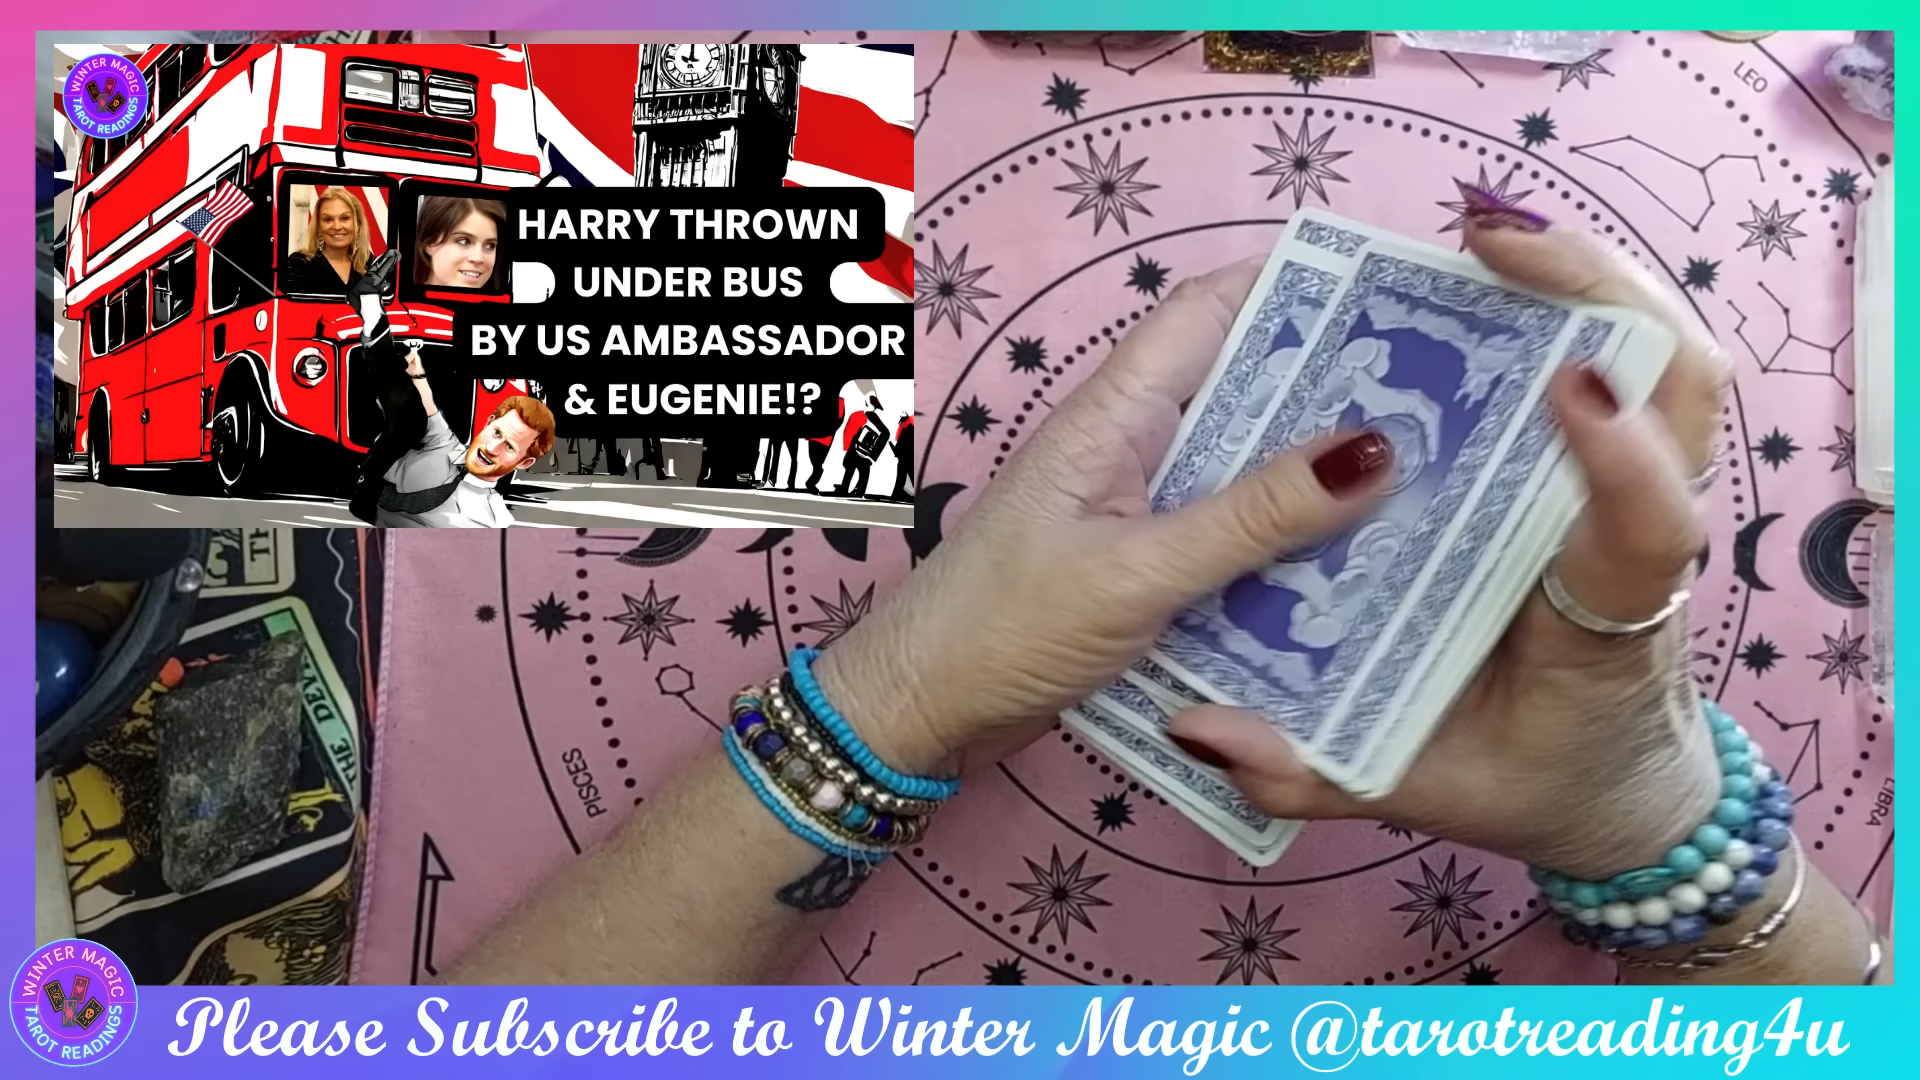 WINTER MAGIC
TAROT READINGS
HARRY THROWN
UNDER BUS
BY US AMBASSADOR
& EUGENIE!?
LEO
PISCES
LIBRA
THE DEV
TH
WINTER MAGIC
TAROT READINGS
Please Subscribe to Winter Magic @tarotreading4u